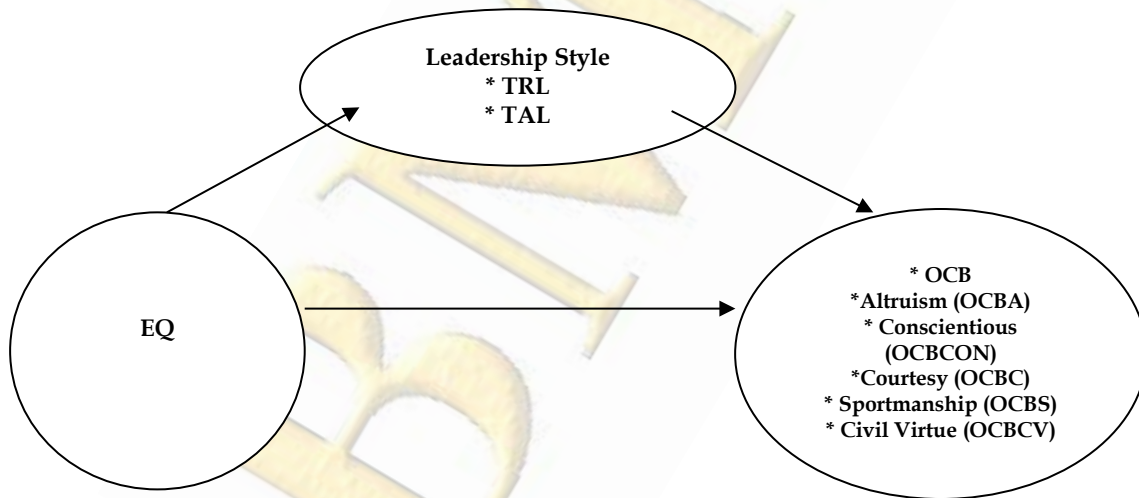 Leadership Style
* TRL
* TAL
EQ
* OCB
*Altruism (OCBA)
* Conscientious
(OCBCON)
*Courtesy (OCBC)
* Sportmanship (OCBS)
* Civil Virtue (OCBCV)